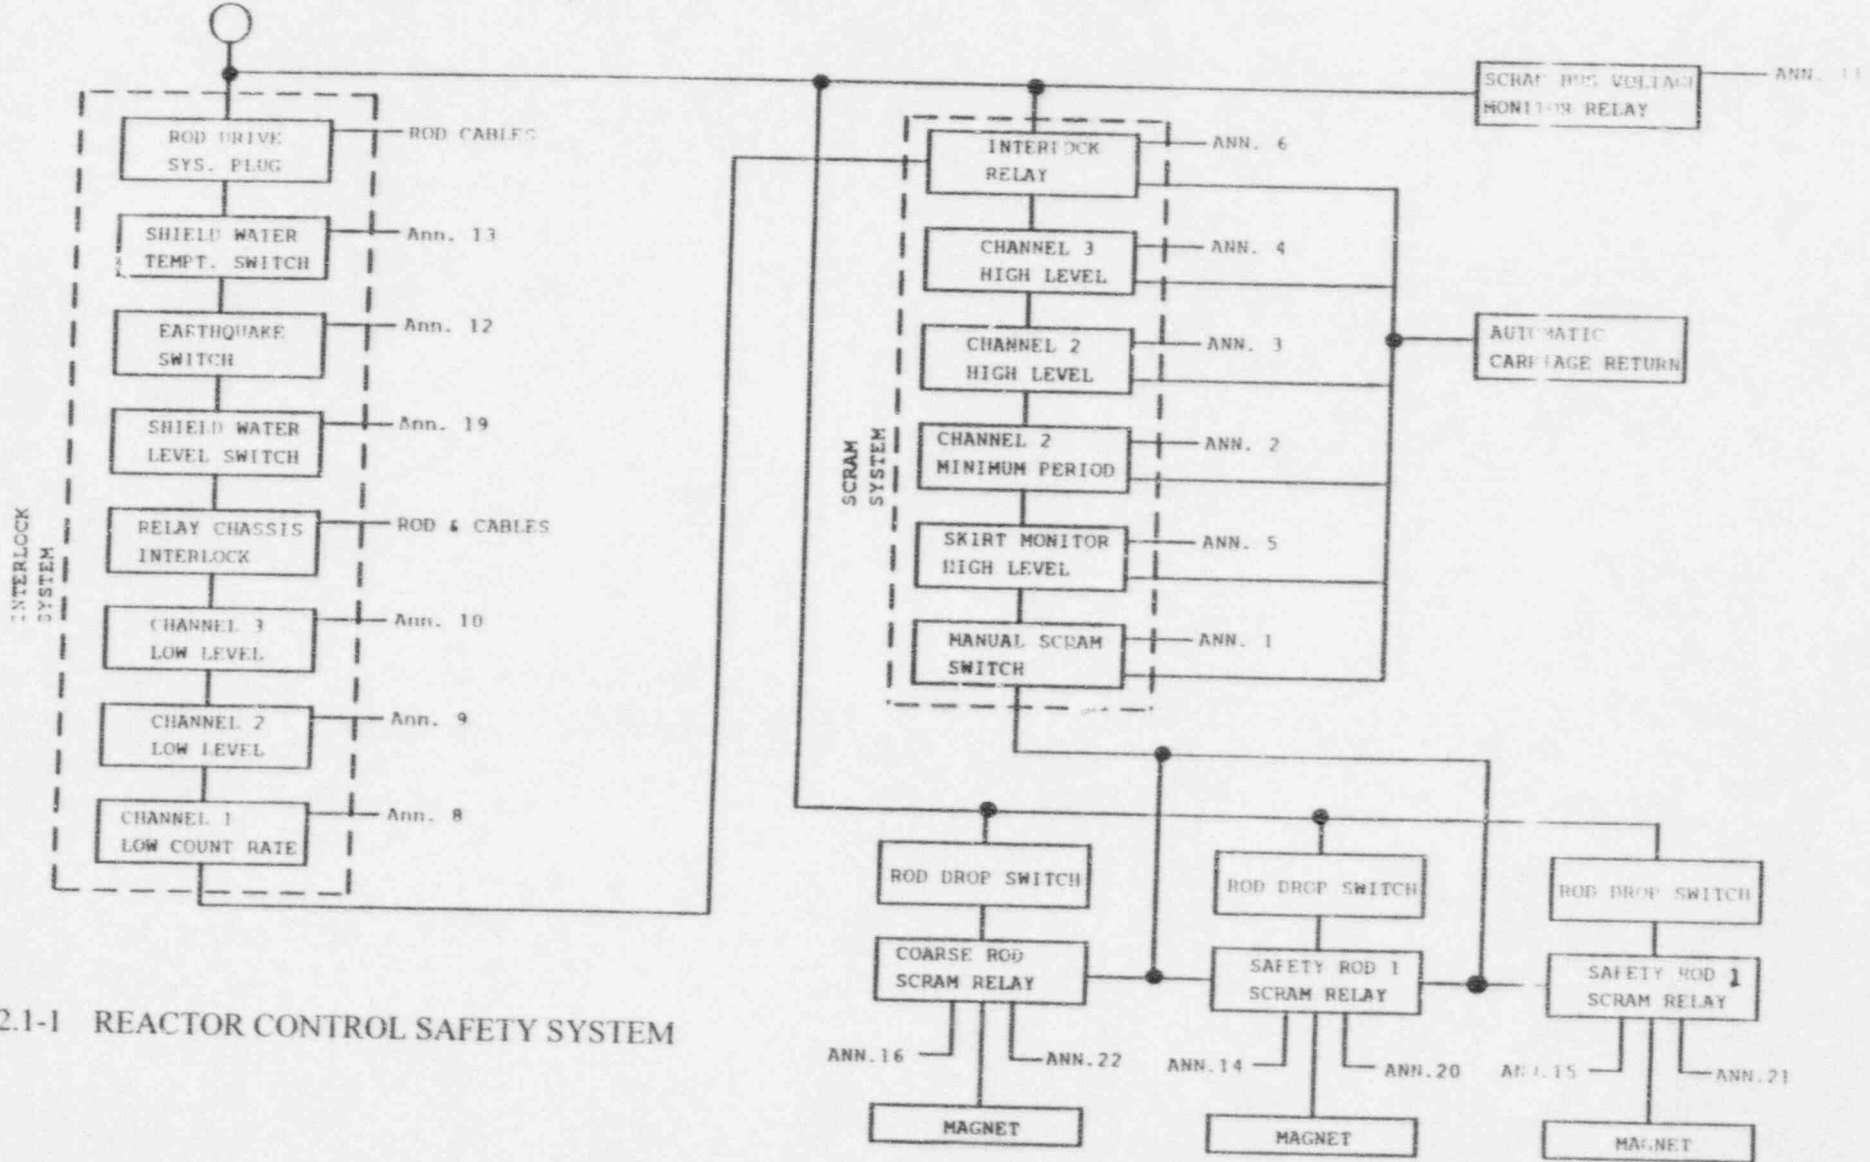 ROD DRIVE
SYS. PLUG
ROD CABLES
SHIELD WATER
TEMPT. SWITCH
Ann. 13
EARTHQUAKE
SWITCH
Ann. 12
SHIELD WATER
LEVEL SWITCH
Ann. 19
RELAY CHASSIS
INTERLOCK
ROD & CABLES
CHANNEL 3
LOW LEVEL
Ann. 10
CHANNEL 2
LOW LEVEL
Ann. 9
CHANNEL 1
LOW COUNT RATE
Ann. 8
INTERLOCK
SYSTEM
INTERLOCK
RELAY
ANN. 6
CHANNEL 3
HIGH LEVEL
ANN. 4
CHANNEL 2
HIGH LEVEL
ANN. 3
CHANNEL 2
MINIMUM PERIOD
ANN. 2
SKIRT MONITOR
HIGH LEVEL
ANN. 5
MANUAL SCRAM
SWITCH
ANN. 1
SCRAM
SYSTEM
SCRAM BUS VOLTAGE
MONITOR RELAY
ANN. 11
AUTOMATIC
CARRIAGE RETURN
ROD DROP SWITCH
ROD DROP SWITCH
ROD DROP SWITCH
COARSE ROD
SCRAM RELAY
SAFETY ROD 1
SCRAM RELAY
SAFETY ROD 1
SCRAM RELAY
ANN.16
ANN.22
ANN.14
ANN.20
ANN.15
ANN.21
MAGNET
MAGNET
MAGNET
2.1-1 REACTOR CONTROL SAFETY SYSTEM